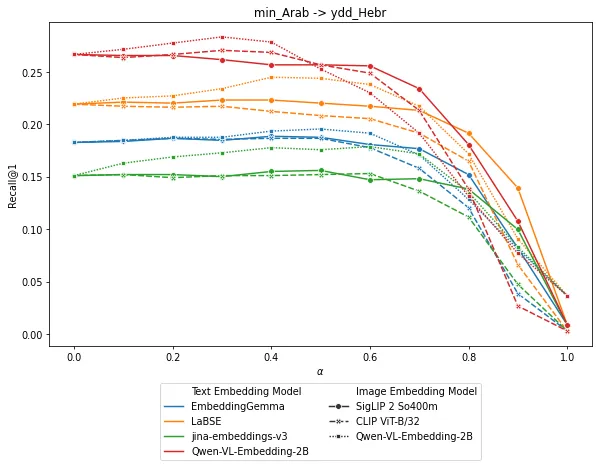 min_Arab -> ydd_Hebr
Recall@1
0.25
0.20
0.15
0.10
0.05
0.00
0.0 0.2 0.4 0.6 0.8 1.0
α
Text Embedding Model
EmbeddingGemma
LaBSE
jina-embeddings-v3
Qwen-VL-Embedding-2B
Image Embedding Model
SigLIP 2 So400m
CLIP ViT-B/32
Qwen-VL-Embedding-2B